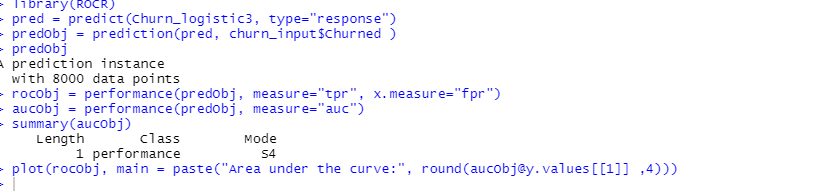 > library(ROCR)
> pred = predict(Churn_logistic3, type="response")
> predObj = prediction(pred, churn_input$Churned )
> predObj
A prediction instance
  with 8000 data points
> rocObj = performance(predObj, measure="tpr", x.measure="fpr")
> aucObj = performance(predObj, measure="auc")
> summary(aucObj)
     Length       Class        Mode
          1 performance          S4
> plot(rocObj, main = paste("Area under the curve:", round(aucObj@y.values[[1]] ,4)))
>